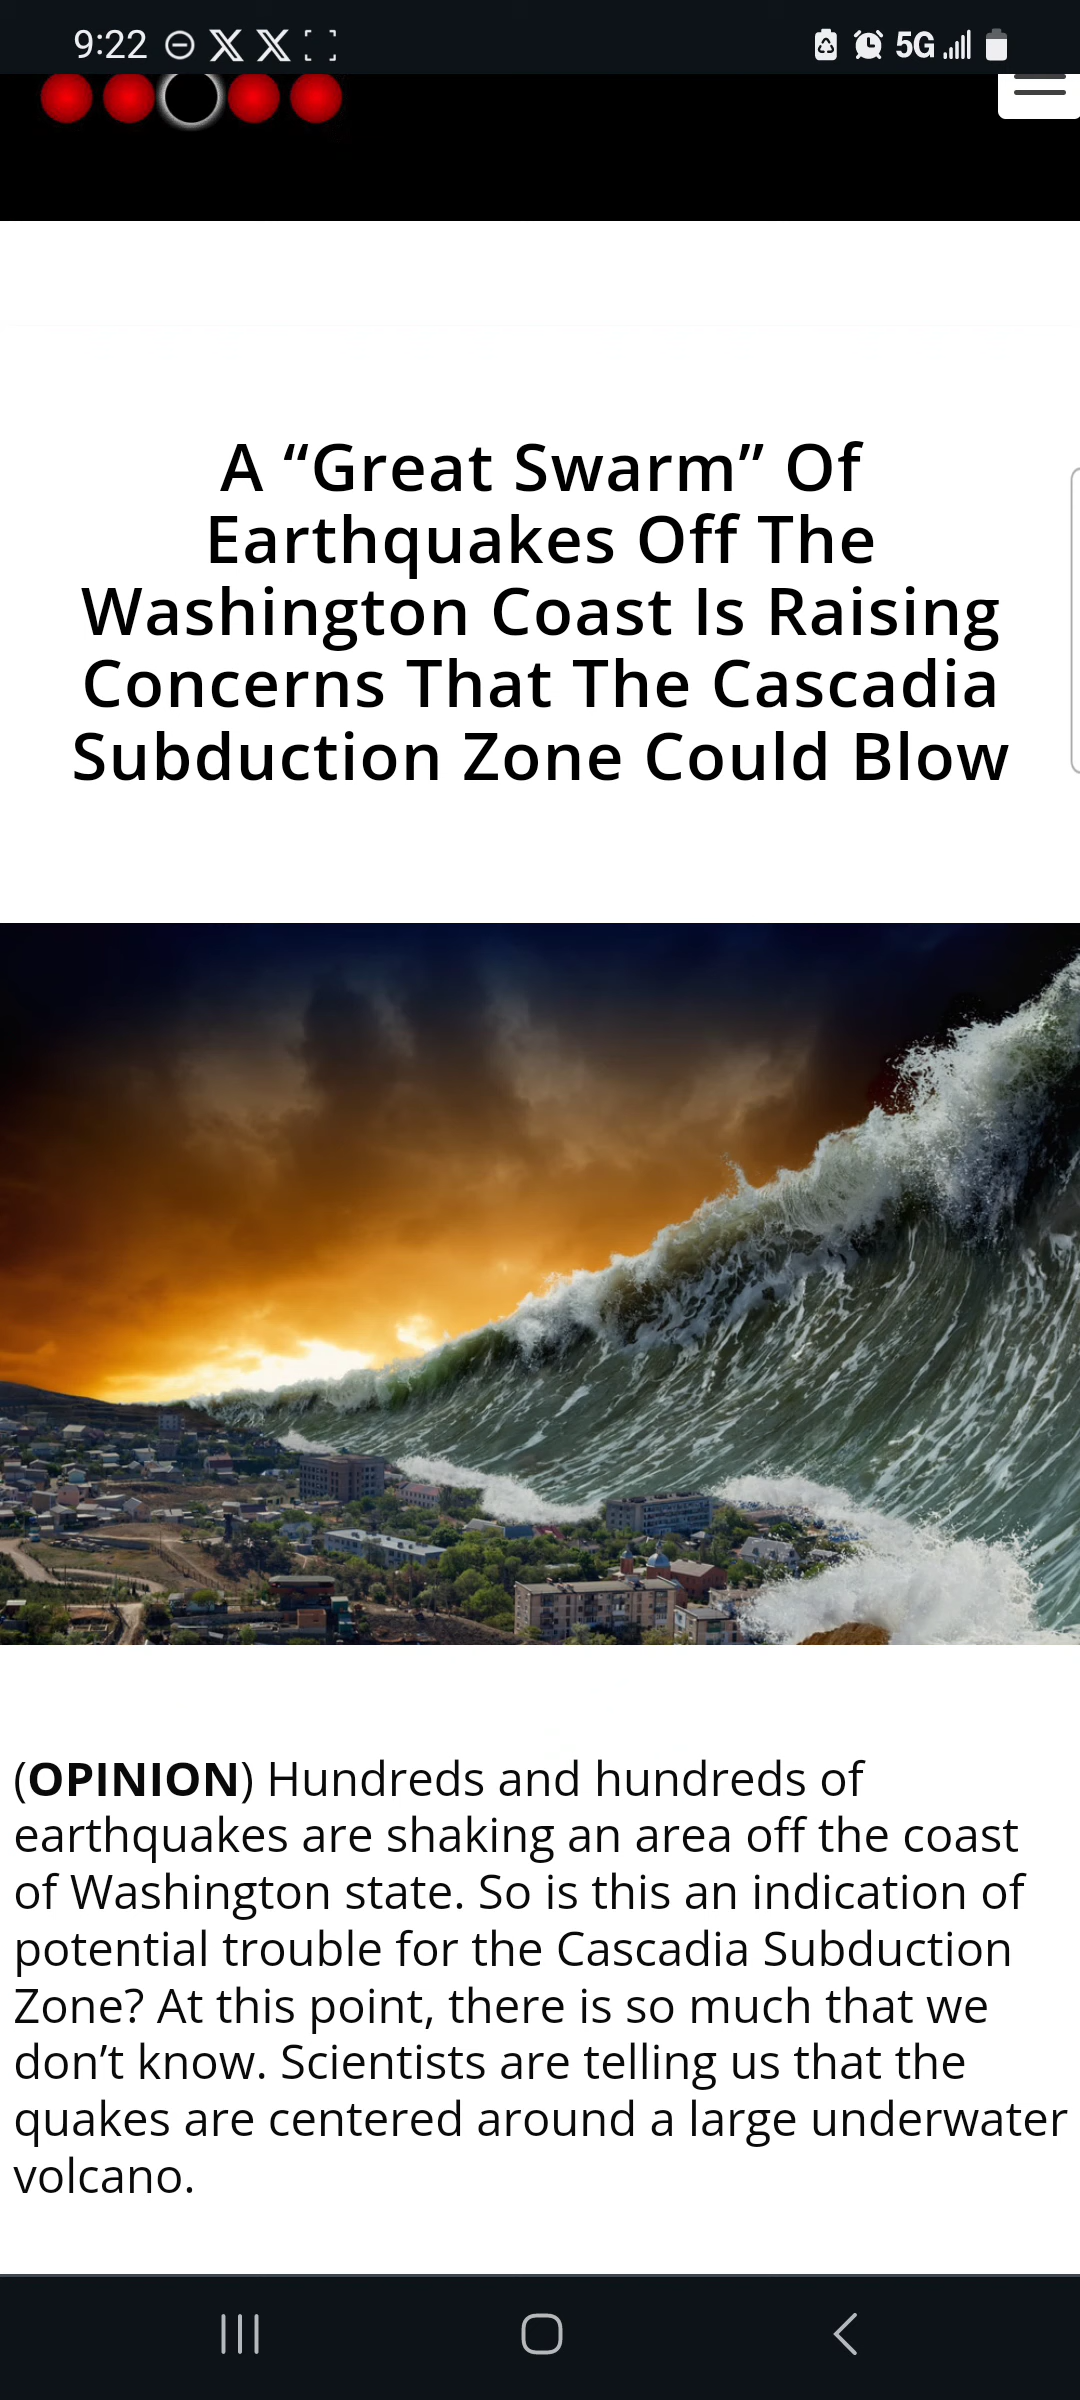 9:22
5G
A “Great Swarm” Of
Earthquakes Off The
Washington Coast Is Raising
Concerns That The Cascadia
Subduction Zone Could Blow
(OPINION) Hundreds and hundreds of
earthquakes are shaking an area off the coast
of Washington state. So is this an indication of
potential trouble for the Cascadia Subduction
Zone? At this point, there is so much that we
don’t know. Scientists are telling us that the
quakes are centered around a large underwater
volcano.